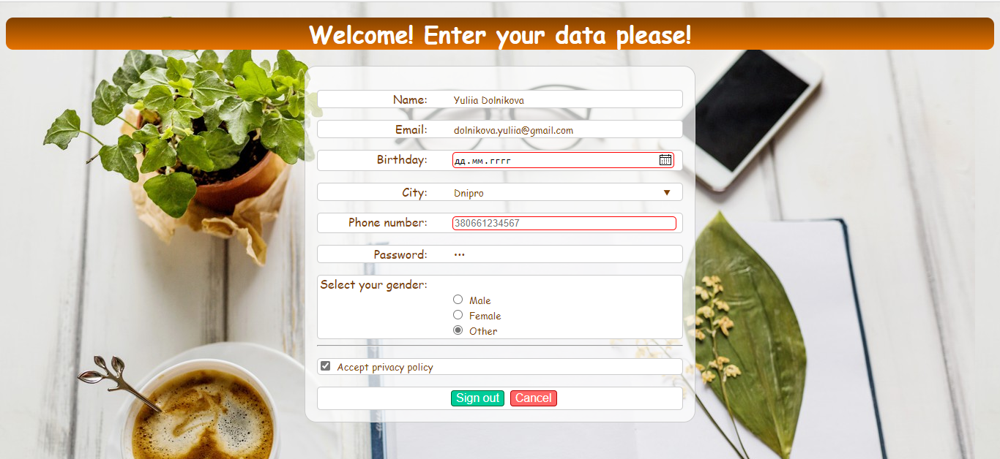 Welcome! Enter your data please!
Name: Yuliia Dolnikova
Email: dolnikova.yuliia@gmail.com
Birthday: дд.мм.гггг
City: Dnipro
Phone number: 380661234567
Password: •••
Select your gender:
Male
Female
Other
Accept privacy policy
Sign out Cancel